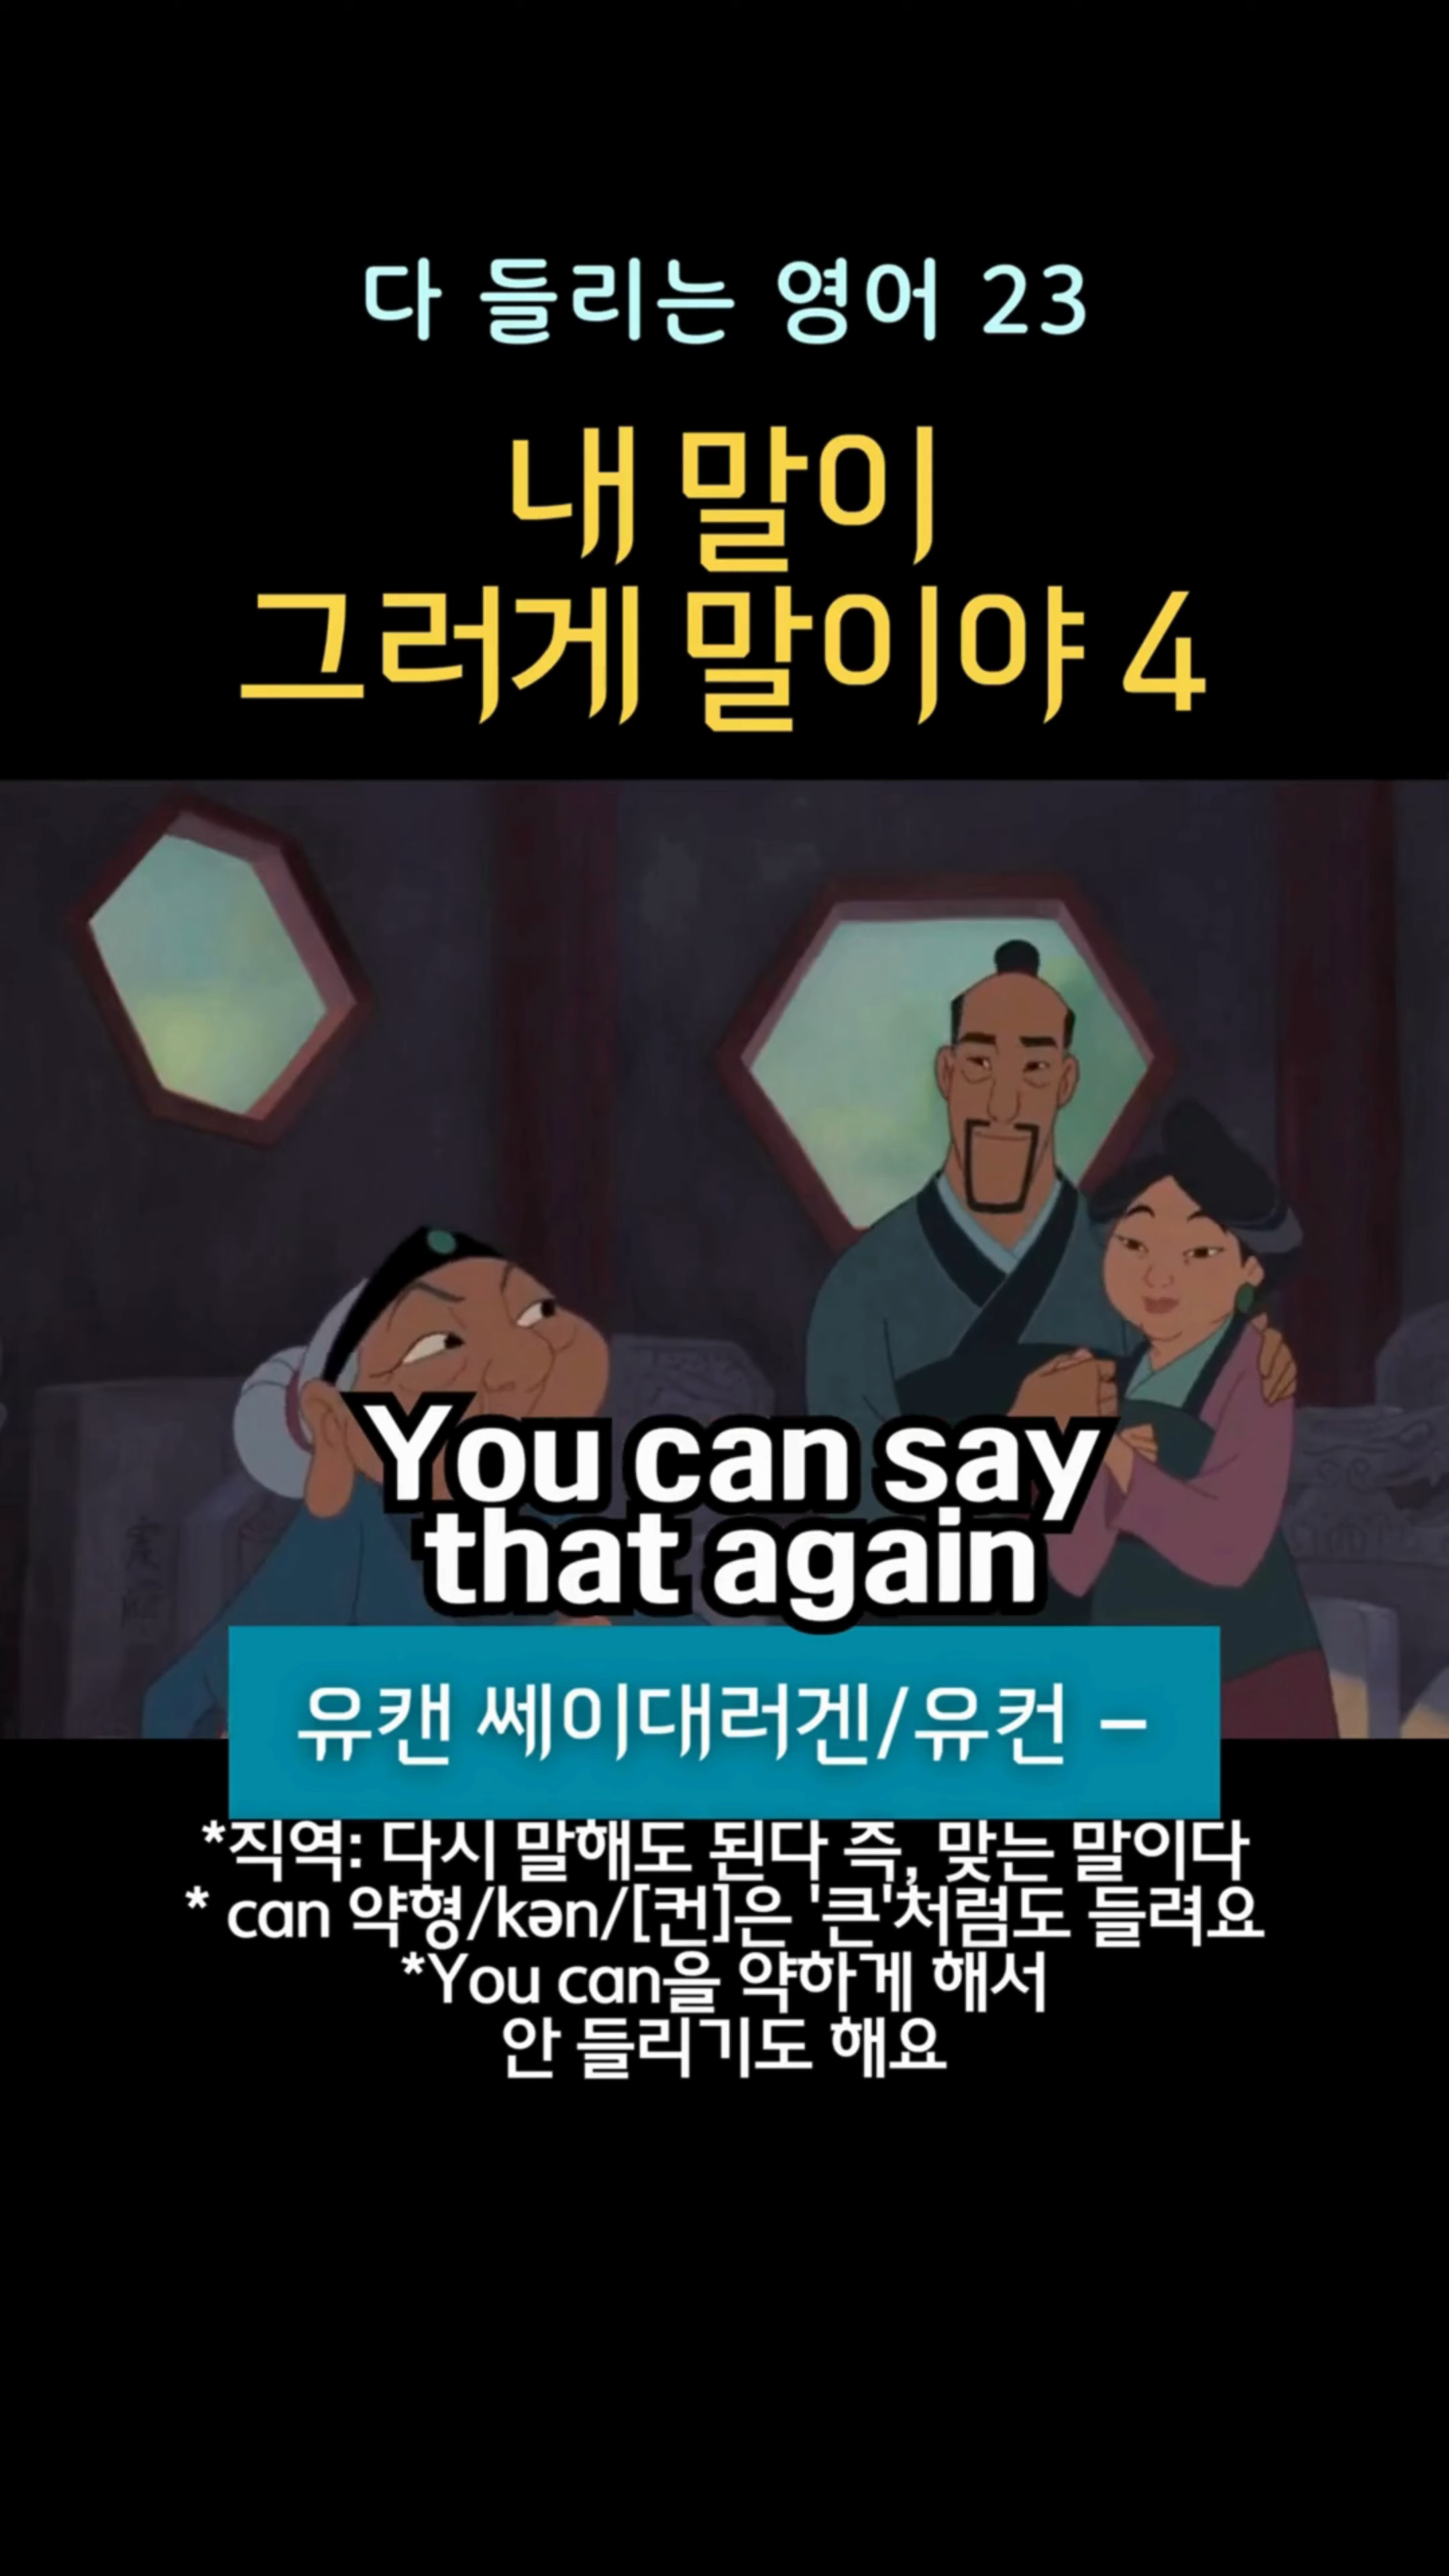 다 들리는 영어 23
내 말이
그러게 말이야 4
You can say
that again
유캔 쎄이대러겐/유컨 –
*직역: 다시 말해도 된다 즉, 맞는 말이다
* can 약형/kən/[컨]은 '큰'처럼도 들려요
*You can을 약하게 해서
안 들리기도 해요